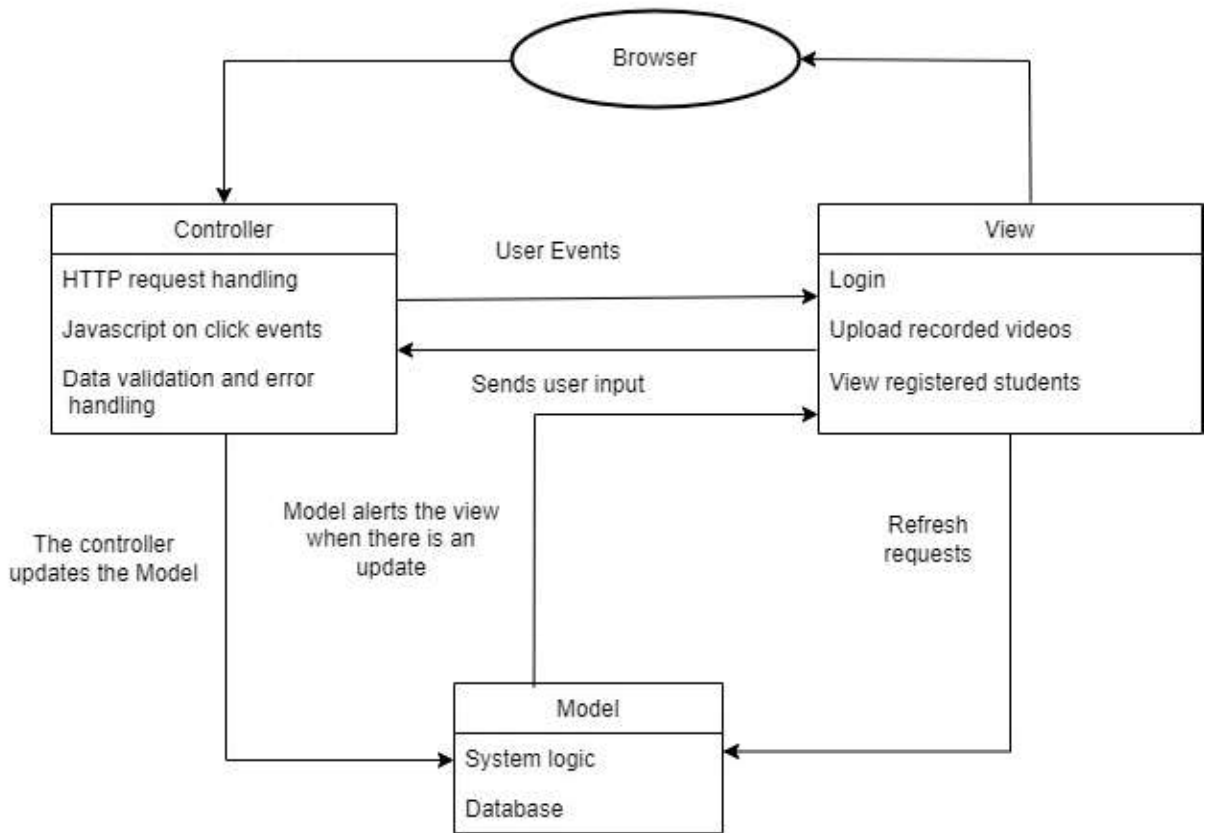 Browser
Controller
HTTP request handling
Javascript on click events
Data validation and error
handling
User Events
Sends user input
View
Login
Upload recorded videos
View registered students
The controller
updates the Model
Model alerts the view
when there is an
update
Refresh
requests
Model
System logic
Database